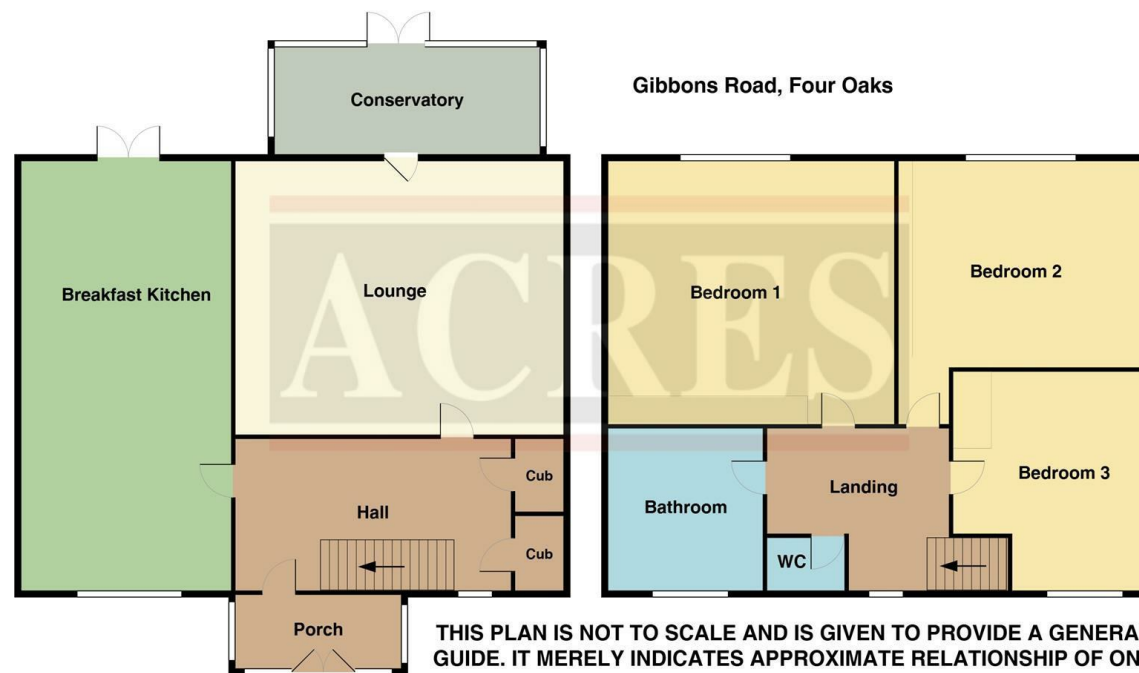 Gibbons Road, Four Oaks
Conservatory
Breakfast Kitchen
Lounge
Hall
Cub
Cub
Porch
ACRES
Bedroom 1
Bedroom 2
Bedroom 3
Bathroom
Landing
WC
THIS PLAN IS NOT TO SCALE AND IS GIVEN TO PROVIDE A GENERA
GUIDE. IT MERELY INDICATES APPROXIMATE RELATIONSHIP OF ON